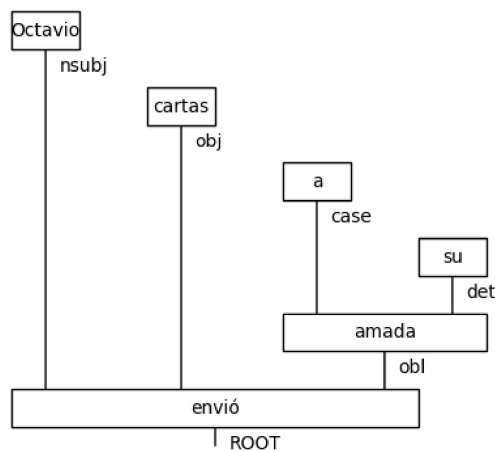 Octavio
nsubj
cartas
obj
a
case
su
det
amada
obl
envió
ROOT